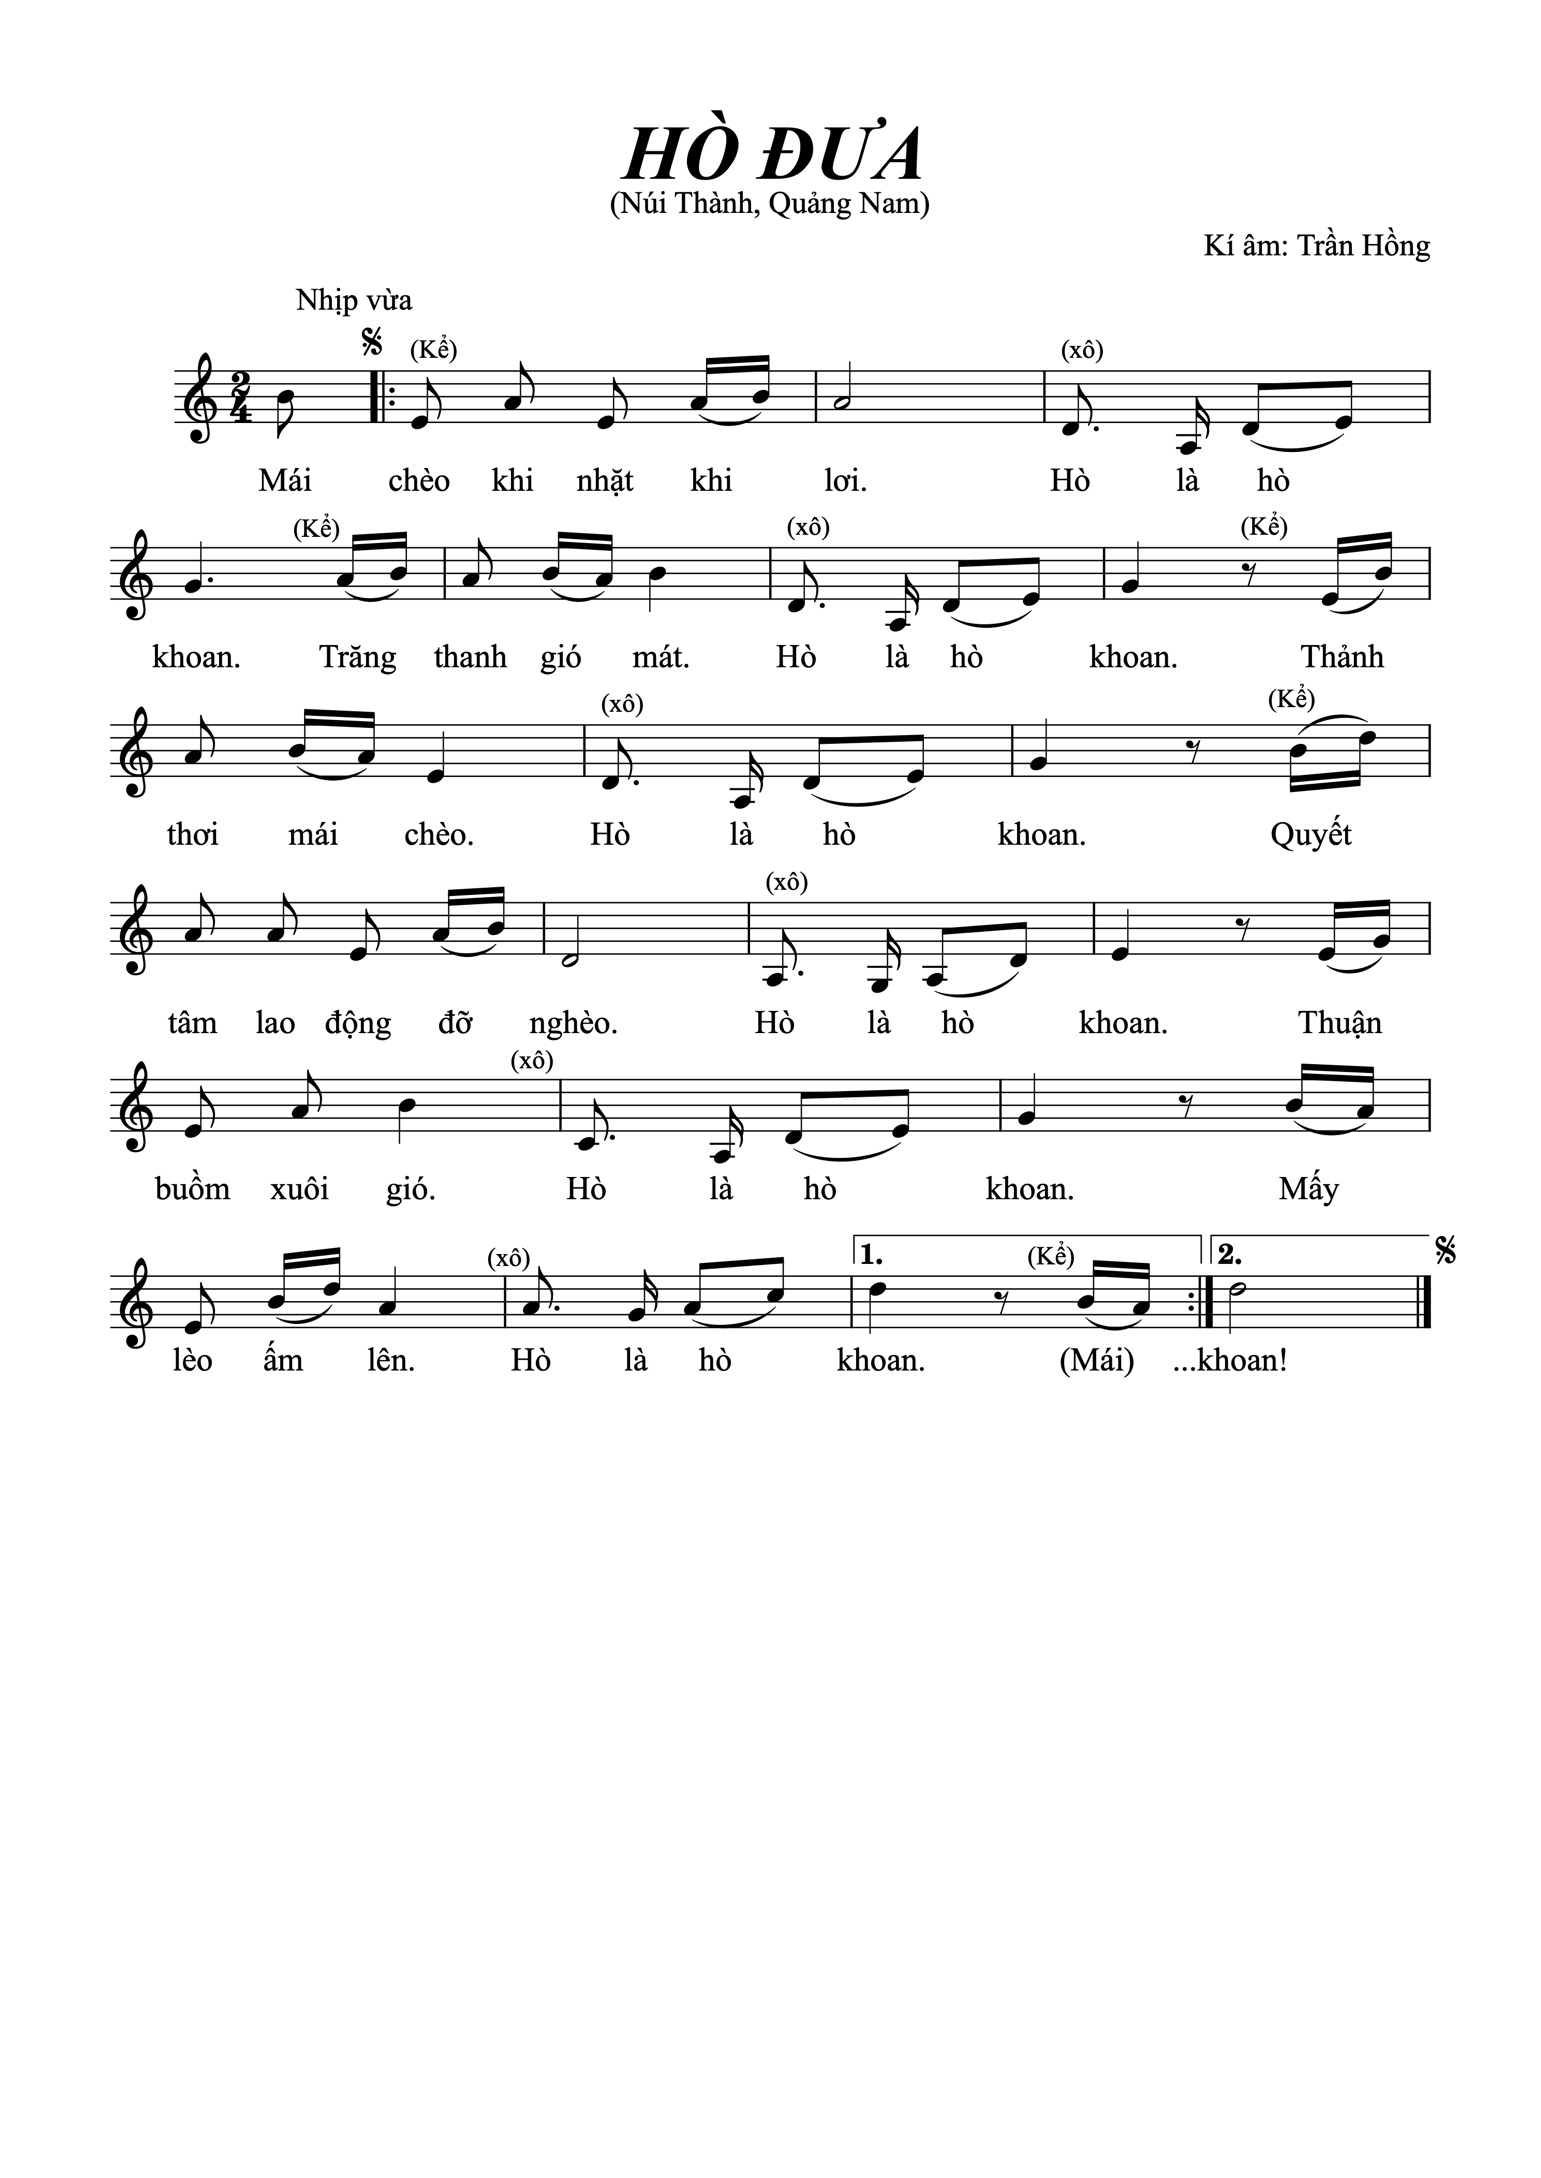 HÒ ĐƯA
(Núi Thành, Quảng Nam)
Kí âm: Trần Hồng
Nhịp vừa
(Kể) (xô)
2
4
Mái chèo khi nhặt khi lơi. Hò là hò
(Kể) (xô) (Kể)
khoan. Trăng thanh gió mát. Hò là hò khoan. Thảnh
(xô) (Kể)
thơi mái chèo. Hò là hò khoan. Quyết
(xô)
tâm lao động đỡ nghèo. Hò là hò khoan. Thuận
(xô)
buồm xuôi gió. Hò là hò khoan. Mấy
(xô) 1. (Kể) 2.
lèo ấm lên. Hò là hò khoan. (Mái) ...khoan!